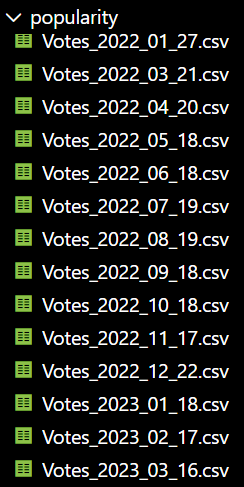 popularity
Votes_2022_01_27.csv
Votes_2022_03_21.csv
Votes_2022_04_20.csv
Votes_2022_05_18.csv
Votes_2022_06_18.csv
Votes_2022_07_19.csv
Votes_2022_08_19.csv
Votes_2022_09_18.csv
Votes_2022_10_18.csv
Votes_2022_11_17.csv
Votes_2022_12_22.csv
Votes_2023_01_18.csv
Votes_2023_02_17.csv
Votes_2023_03_16.csv